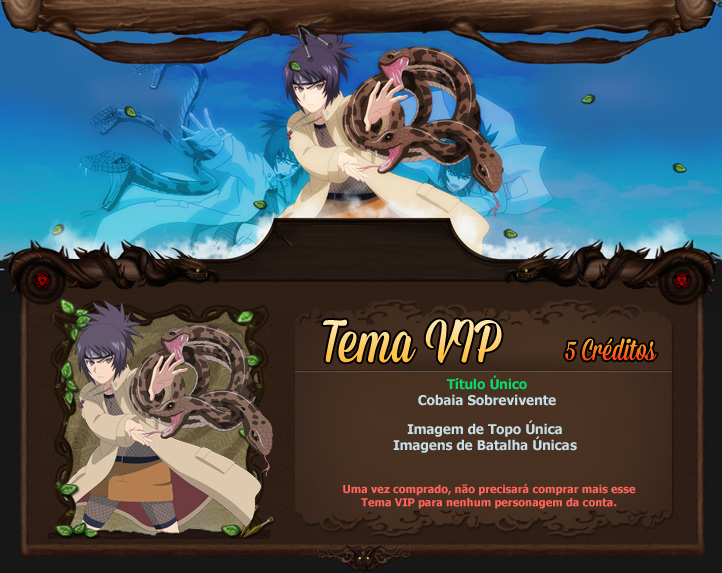 Tema VIP
5 Créditos
Título Único
Cobaia Sobrevivente
Imagem de Topo Única
Imagens de Batalha Únicas
Uma vez comprado, não precisará comprar mais esse
Tema VIP para nenhum personagem da conta.